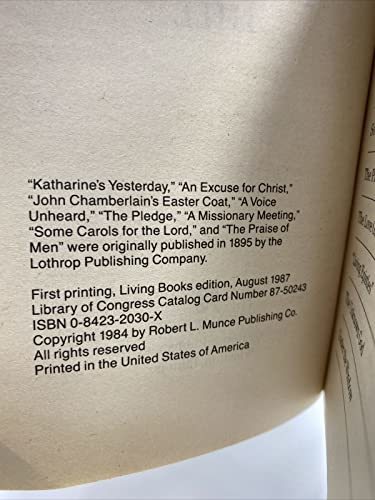 "Katharine's Yesterday," "An Excuse for Christ,"
"John Chamberlain's Easter Coat," "A Voice
Unheard," "The Pledge," "A Missionary Meeting,"
"Some Carols for the Lord," and "The Praise of
Men" were originally published in 1895 by the
Lothrop Publishing Company.
First printing, Living Books edition, August 1987
Library of Congress Catalog Card Number 87-50243
ISBN 0-8423-2030-X
Copyright 1984 by Robert L. Munce Publishing Co.
All rights reserved
Printed in the United States of America